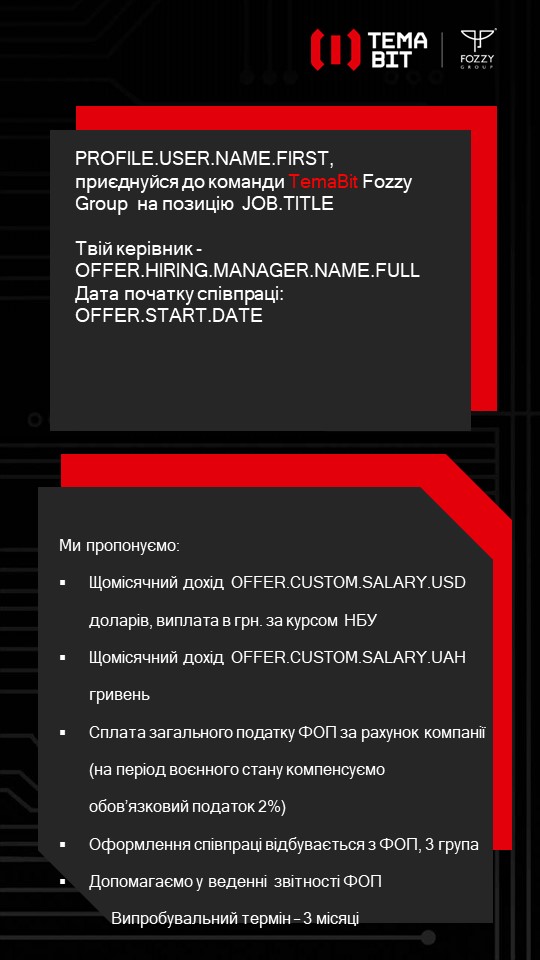 TEMA
BIT
FOZZY
GROUP
PROFILE.USER.NAME.FIRST,
приєднуйся до команди TemaBit Fozzy
Group на позицію JOB.TITLE
Твій керівник -
OFFER.HIRING.MANAGER.NAME.FULL
Дата початку співпраці:
OFFER.START.DATE
Ми пропонуємо:
▪ Щомісячний дохід OFFER.CUSTOM.SALARY.USD
доларів, виплата в грн. за курсом НБУ
▪ Щомісячний дохід OFFER.CUSTOM.SALARY.UAH
гривень
▪ Сплата загального податку ФОП за рахунок компанії
(на період воєнного стану компенсуємо
обов’язковий податок 2%)
▪ Оформлення співпраці відбувається з ФОП, 3 група
▪ Допомагаємо у веденні звітності ФОП
Випробувальний термін – 3 місяці